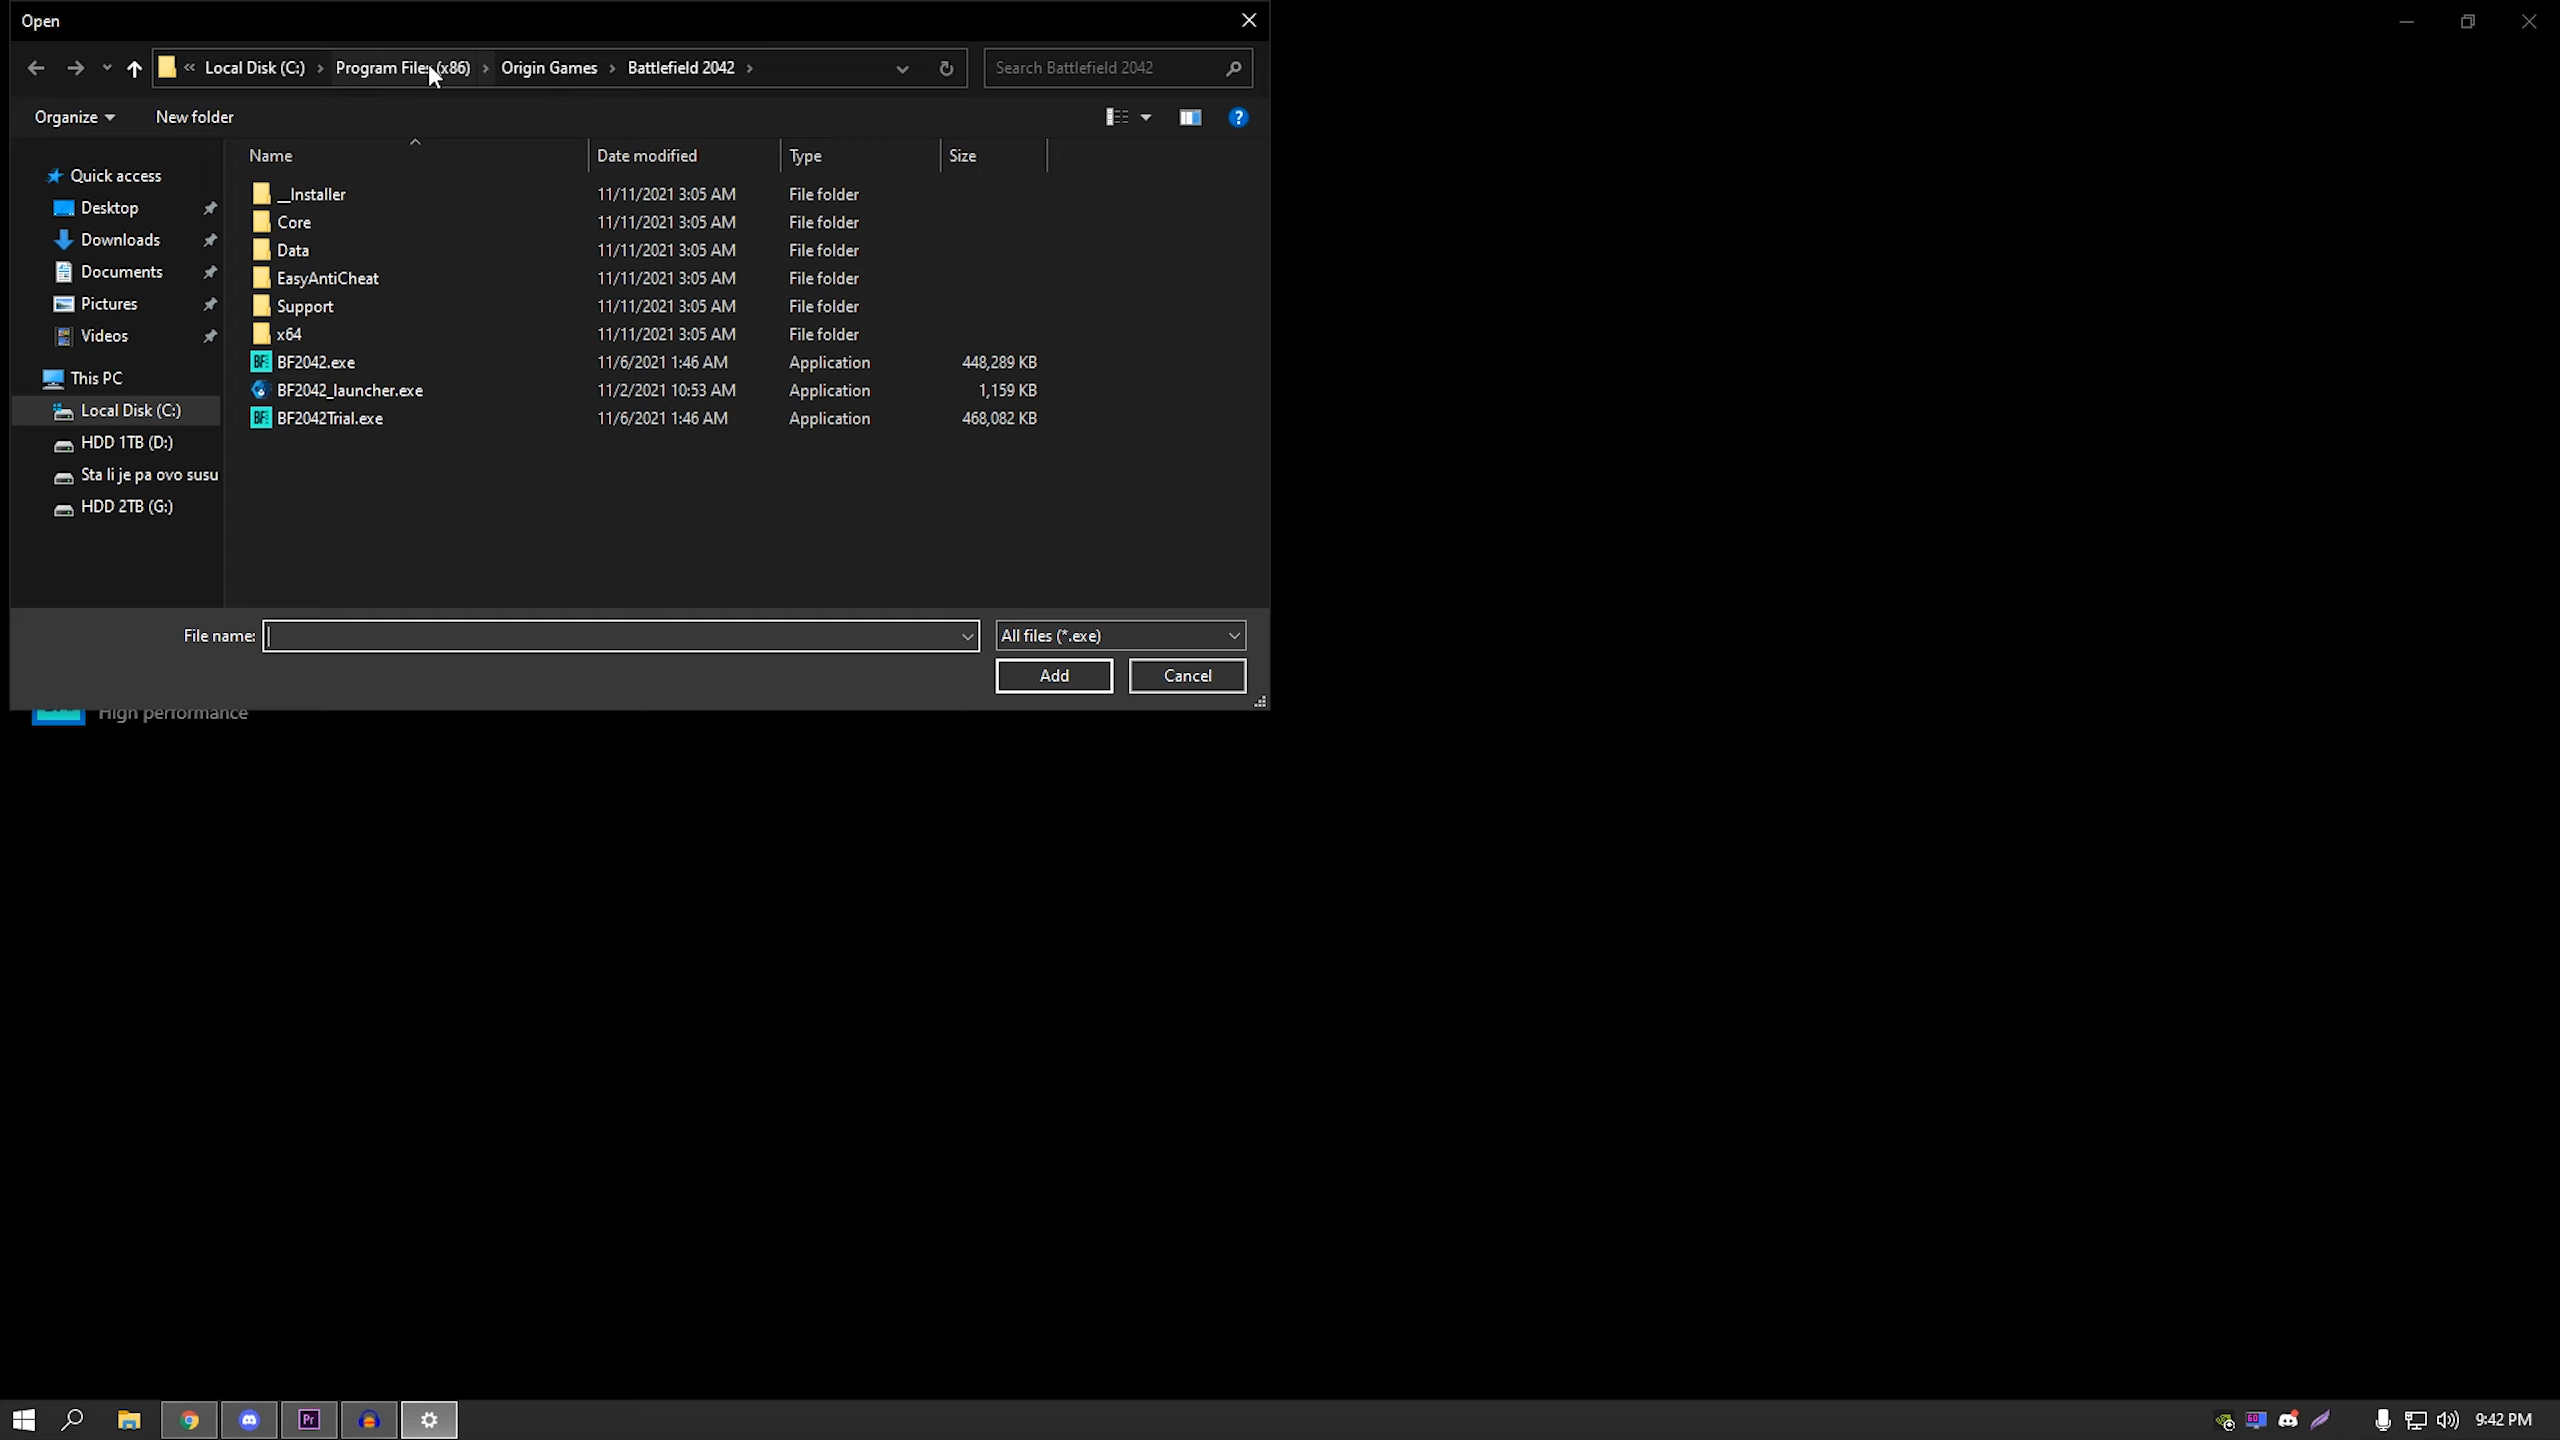 Open
Local Disk (C:) Program Files (x86) Origin Games Battlefield 2042
Search Battlefield 2042
Organize New folder
Name Date modified Type Size
Quick access
Desktop
Downloads
Documents
Pictures
Videos
This PC
Local Disk (C:)
HDD 1TB (D:)
Sta li je pa ovo susu
HDD 2TB (G:)
__Installer 11/11/2021 3:05 AM File folder
Core 11/11/2021 3:05 AM File folder
Data 11/11/2021 3:05 AM File folder
EasyAntiCheat 11/11/2021 3:05 AM File folder
Support 11/11/2021 3:05 AM File folder
x64 11/11/2021 3:05 AM File folder
BF2042.exe 11/6/2021 1:46 AM Application 448,289 KB
BF2042_launcher.exe 11/2/2021 10:53 AM Application 1,159 KB
BF2042Trial.exe 11/6/2021 1:46 AM Application 468,082 KB
File name: All files (*.exe)
Add Cancel
High performance
Pr
60
9:42 PM